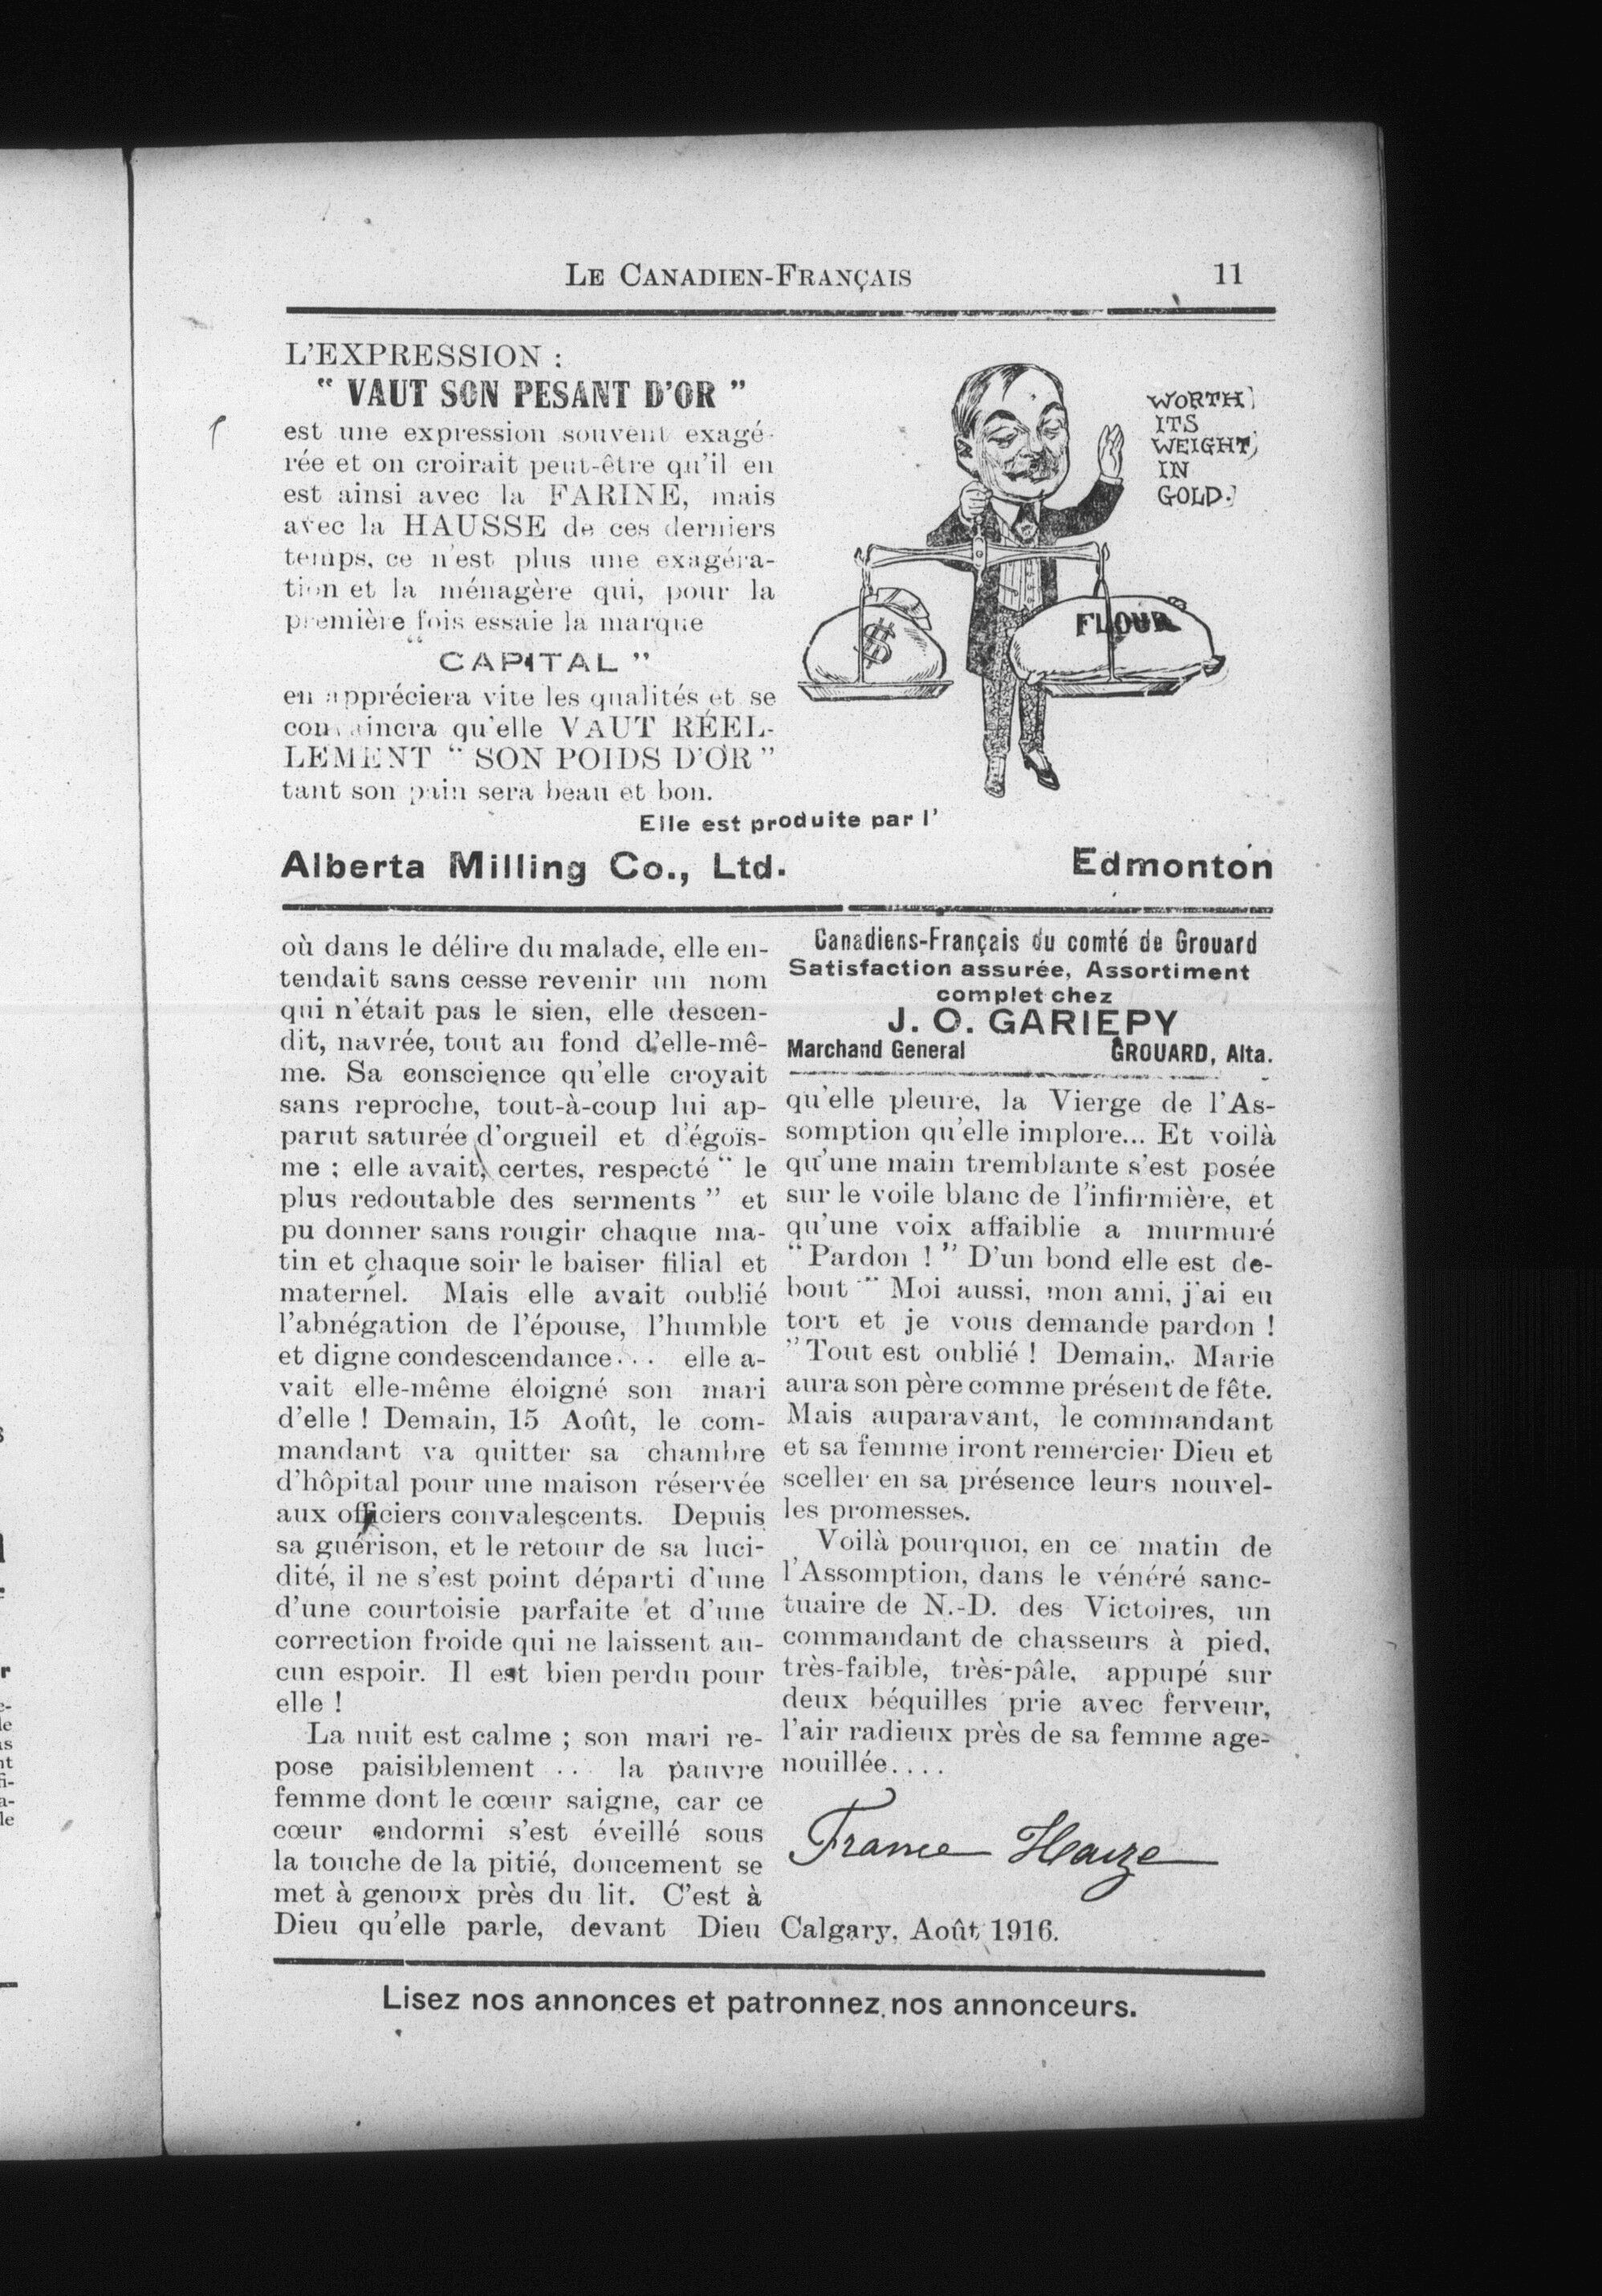 LE CANADIEN-FRANÇAIS 11
L'EXPRESSION :
“ VAUT SON PESANT D'OR ”
est une expression souvent exagé-
rée et on croirait peut-être qu'il en
est ainsi avec la FARINE, mais
avec la HAUSSE de ces derniers
temps, ce n'est plus une exagéra-
tion et la ménagère qui, pour la
première fois essaie la marque
“ CAPITAL ”
en appréciera vite les qualités et se
convaincra qu'elle VAUT RÉEL-
LEMENT “ SON POIDS D'OR ”
tant son pain sera beau et bon.
WORTH
ITS
WEIGHT
IN
GOLD.
$
FLOUR
Elle est produite par l'
Alberta Milling Co., Ltd. Edmonton
où dans le délire du malade, elle en-
tendait sans cesse revenir un nom
qui n'était pas le sien, elle descen-
dit, navrée, tout au fond d'elle-mê-
me. Sa conscience qu'elle croyait
sans reproche, tout-à-coup lui ap-
parut saturée d'orgueil et d'égoïs-
me ; elle avait, certes, respecté “ le
plus redoutable des serments ” et
pu donner sans rougir chaque ma-
tin et chaque soir le baiser filial et
maternel. Mais elle avait oublié
l'abnégation de l'épouse, l'humble
et digne condescendance... elle a-
vait elle-même éloigné son mari
d'elle ! Demain, 15 Août, le com-
mandant va quitter sa chambre
d'hôpital pour une maison réservée
aux officiers convalescents. Depuis
sa guérison, et le retour de sa luci-
dité, il ne s'est point départi d'une
d'une courtoisie parfaite et d'une
correction froide qui ne laissent au-
cun espoir. Il est bien perdu pour
elle !
La nuit est calme ; son mari re-
pose paisiblement ... la pauvre
femme dont le cœur saigne, car ce
cœur endormi s'est éveillé sous
la touche de la pitié, doucement se
met à genoux près du lit. C'est à
Dieu qu'elle parle, devant Dieu
Canadiens-Français du comté de Grouard
Satisfaction assurée, Assortiment
complet chez
J. O. GARIEPY
Marchand General GROUARD, Alta.
qu'elle pleure, la Vierge de l'As-
somption qu'elle implore... Et voilà
qu'une main tremblante s'est posée
sur le voile blanc de l'infirmière, et
qu'une voix affaiblie a murmuré
“ Pardon ! ” D'un bond elle est de-
bout “ Moi aussi, mon ami, j'ai eu
tort et je vous demande pardon !
” Tout est oublié ! Demain, Marie
aura son père comme présent de fête.
Mais auparavant, le commandant
et sa femme iront remercier Dieu et
sceller en sa présence leurs nouvel-
les promesses.
Voilà pourquoi, en ce matin de
l'Assomption, dans le vénéré sanc-
tuaire de N.-D. des Victoires, un
commandant de chasseurs à pied,
très-faible, très-pâle, appupé sur
deux béquilles prie avec ferveur,
l'air radieux près de sa femme age-
nouillée....
Calgary, Août 1916.
Lisez nos annonces et patronnez nos annonceurs.